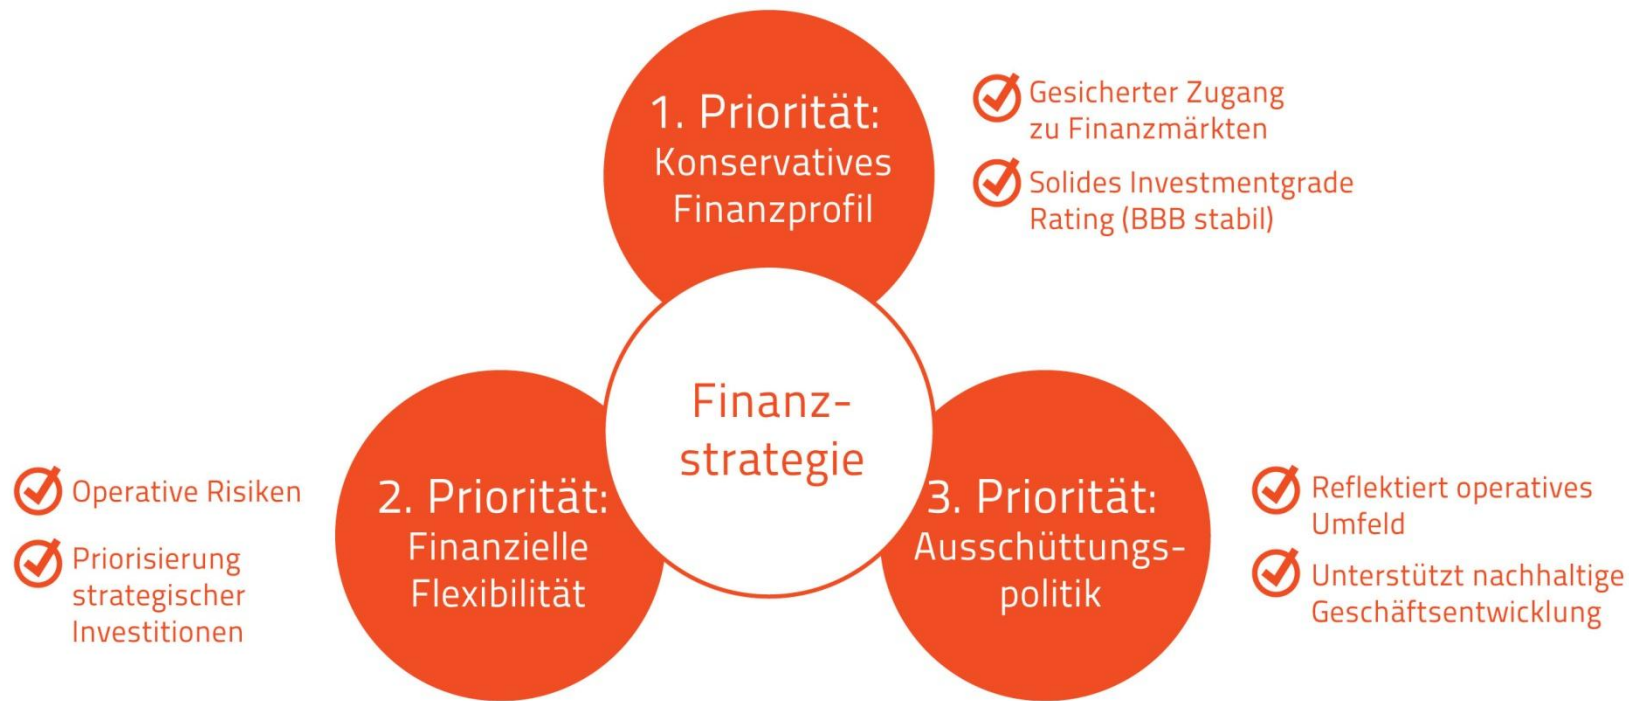 1. Priorität:
Konservatives
Finanzprofil
Gesicherter Zugang
zu Finanzmärkten
Solides Investmentgrade
Rating (BBB stabil)
Finanz-
strategie
Operative Risiken
Priorisierung
strategischer
Investitionen
2. Priorität:
Finanzielle
Flexibilität
3. Priorität:
Ausschüttungs-
politik
Reflektiert operatives
Umfeld
Unterstützt nachhaltige
Geschäftsentwicklung